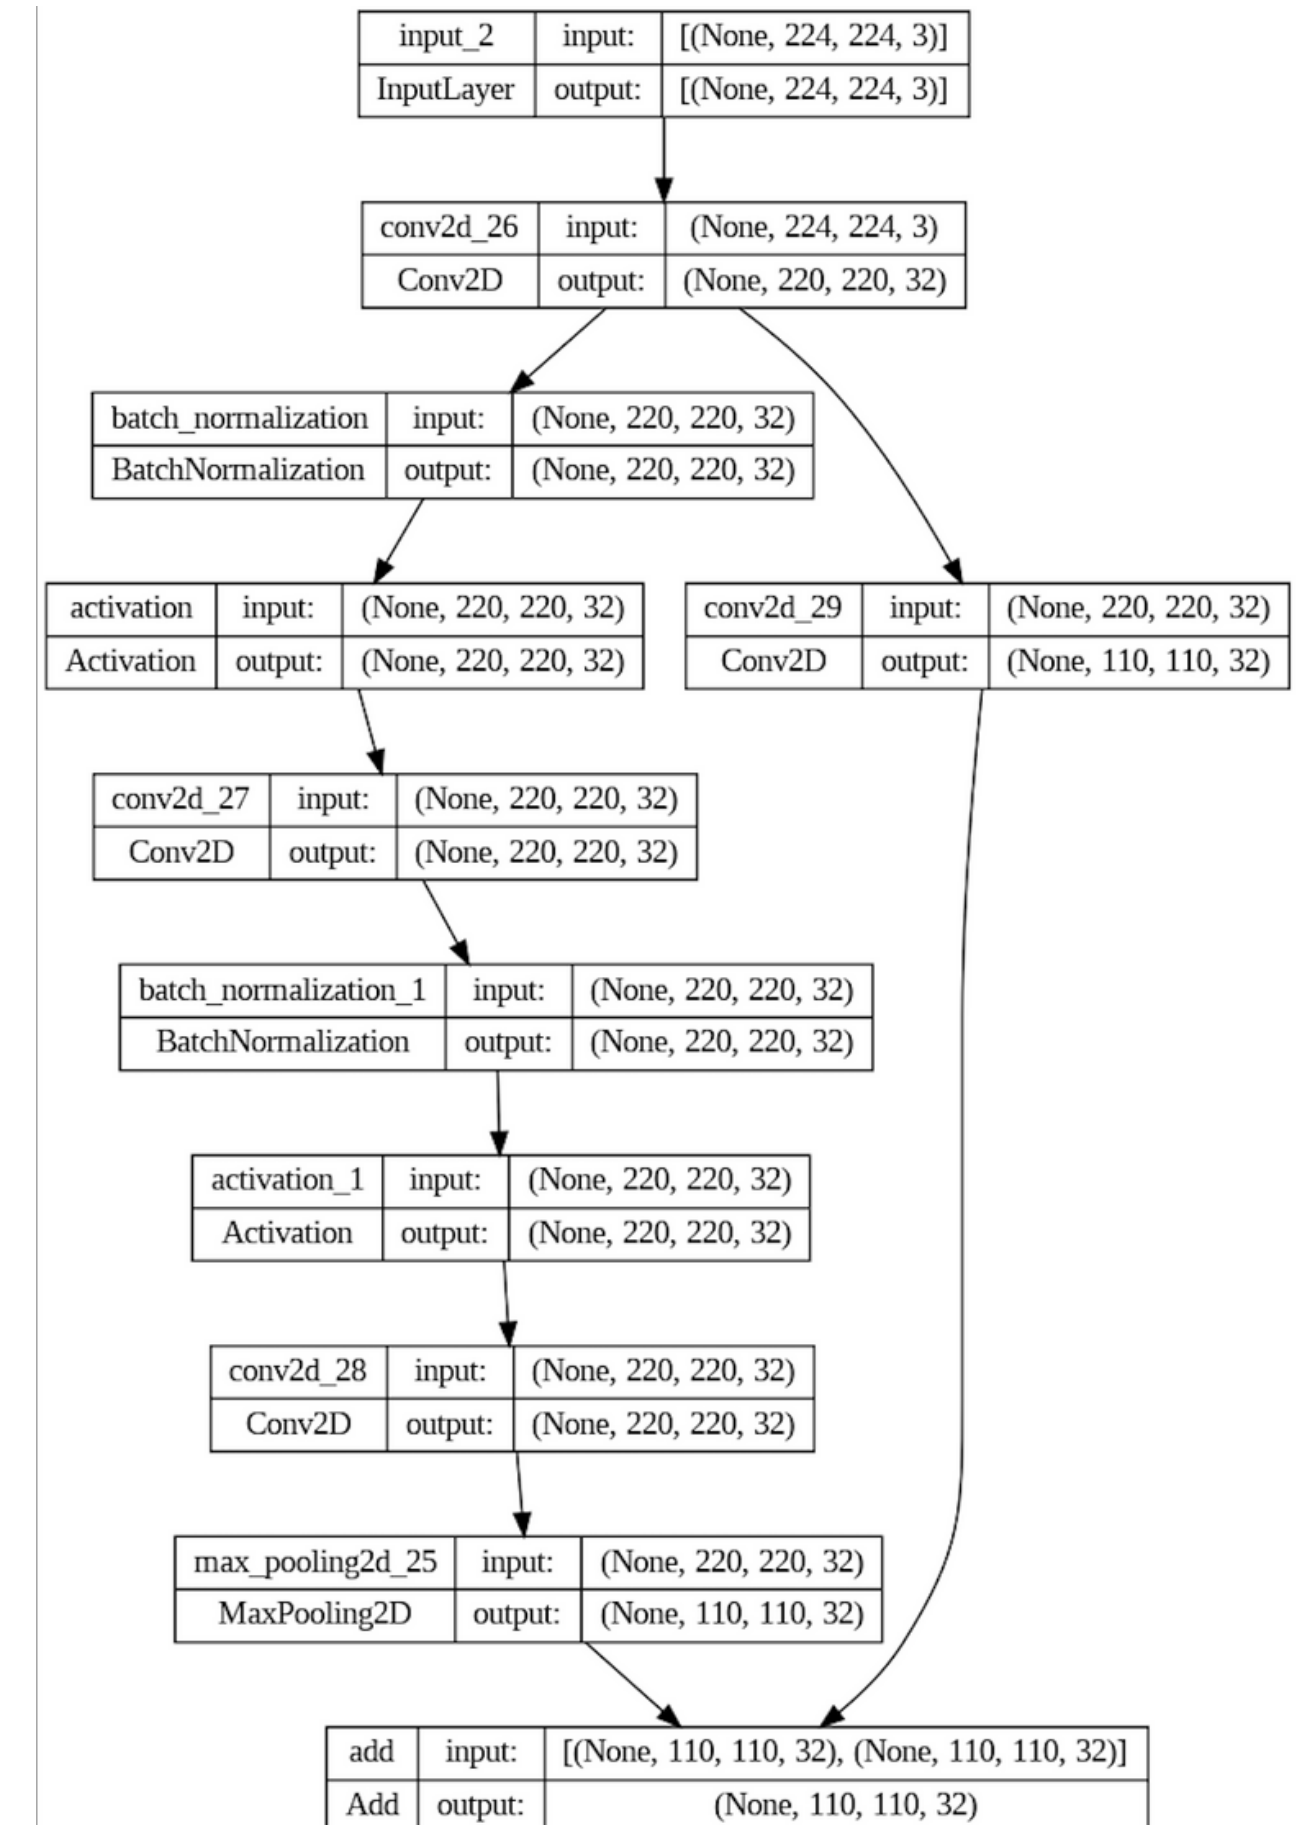 input_2 input: [(None, 224, 224, 3)]
InputLayer output: [(None, 224, 224, 3)]
conv2d_26 input: (None, 224, 224, 3)
Conv2D output: (None, 220, 220, 32)
batch_normalization input: (None, 220, 220, 32)
BatchNormalization output: (None, 220, 220, 32)
activation input: (None, 220, 220, 32)
Activation output: (None, 220, 220, 32)
conv2d_29 input: (None, 220, 220, 32)
Conv2D output: (None, 110, 110, 32)
conv2d_27 input: (None, 220, 220, 32)
Conv2D output: (None, 220, 220, 32)
batch_normalization_1 input: (None, 220, 220, 32)
BatchNormalization output: (None, 220, 220, 32)
activation_1 input: (None, 220, 220, 32)
Activation output: (None, 220, 220, 32)
conv2d_28 input: (None, 220, 220, 32)
Conv2D output: (None, 220, 220, 32)
max_pooling2d_25 input: (None, 220, 220, 32)
MaxPooling2D output: (None, 110, 110, 32)
add input: [(None, 110, 110, 32), (None, 110, 110, 32)]
Add output: (None, 110, 110, 32)